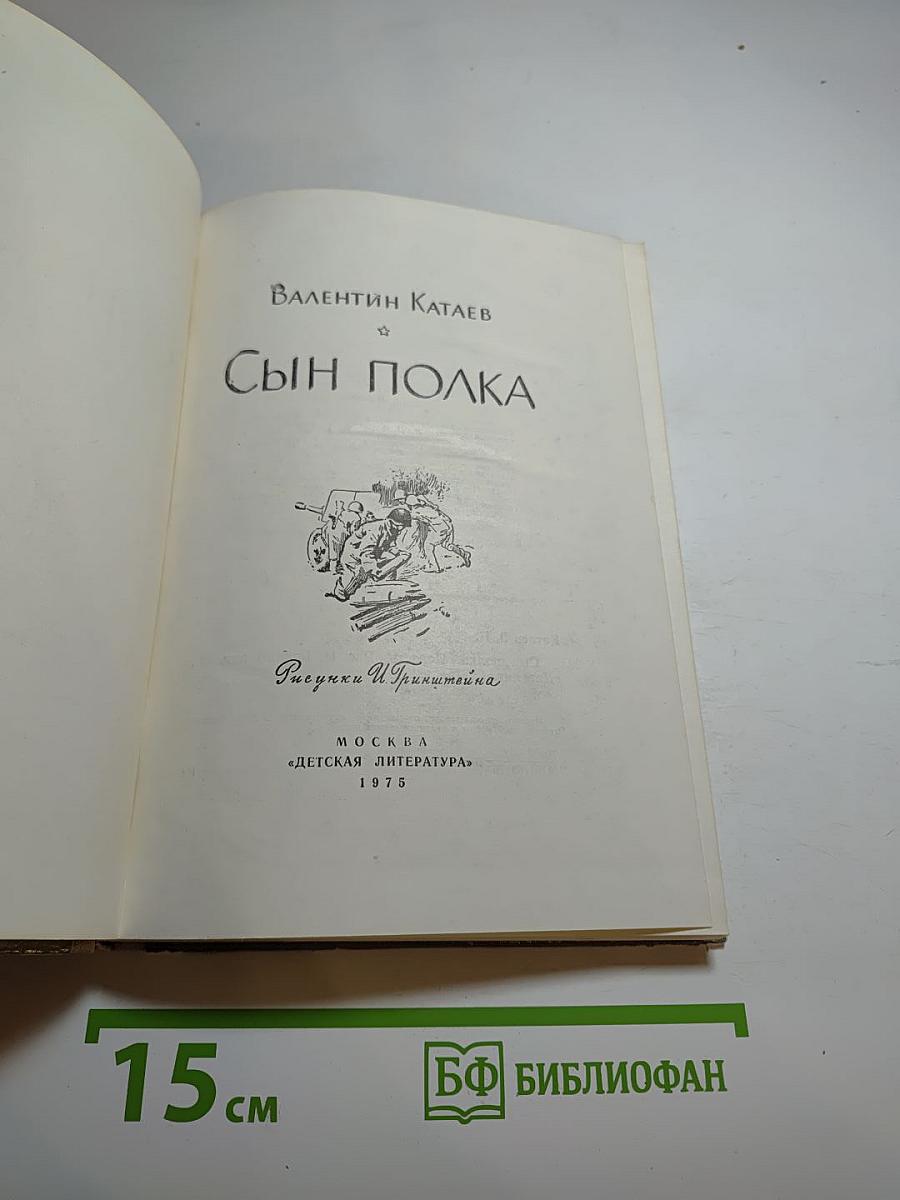 Валентин Катаев
Сын полка
Рисунки И. Гринштейна
МОСКВА
«ДЕТСКАЯ ЛИТЕРАТУРА»
1975
15 см
БФ БИБЛИОФАН